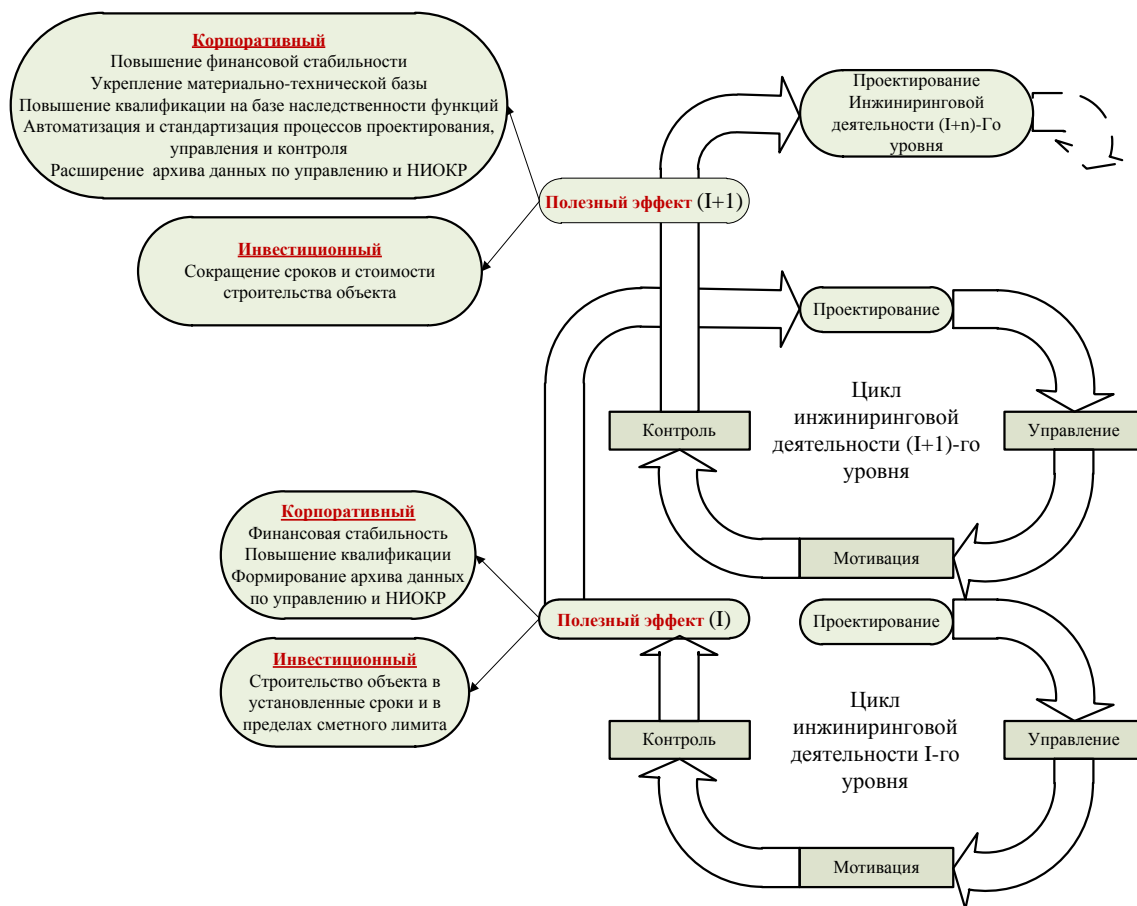 Корпоративный
Повышение финансовой стабильности
Укрепление материально-технической базы
Повышение квалификации на базе наследственности функций
Автоматизация и стандартизация процессов проектирования,
управления и контроля
Расширение архива данных по управлению и НИОКР
Проектирование
Инжиниринговой
деятельности (I+n)-Го
уровня
Полезный эффект (I+1)
Инвестиционный
Сокращение сроков и стоимости
строительства объекта
Проектирование
Цикл
инжиниринговой
деятельности (I+1)-го
уровня
Контроль
Управление
Мотивация
Корпоративный
Финансовая стабильность
Повышение квалификации
Формирование архива данных
по управлению и НИОКР
Полезный эффект (I)
Проектирование
Инвестиционный
Строительство объекта в
установленные сроки и в
пределах сметного лимита
Контроль
Цикл
инжиниринговой
деятельности I-го
уровня
Управление
Мотивация